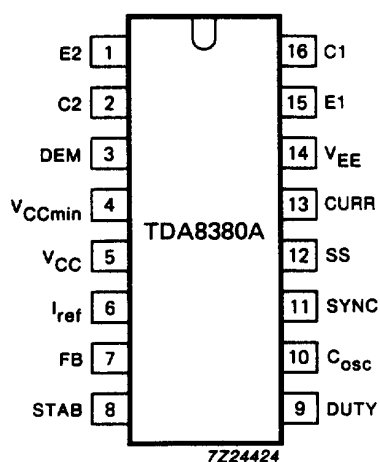 E2 1 16 C1
C2 2 15 E1
DEM 3 14 VEE
VCCmin 4 13 CURR
TDA8380A
VCC 5 12 SS
Iref 6 11 SYNC
FB 7 10 Cosc
STAB 8 9 DUTY
7Z24424